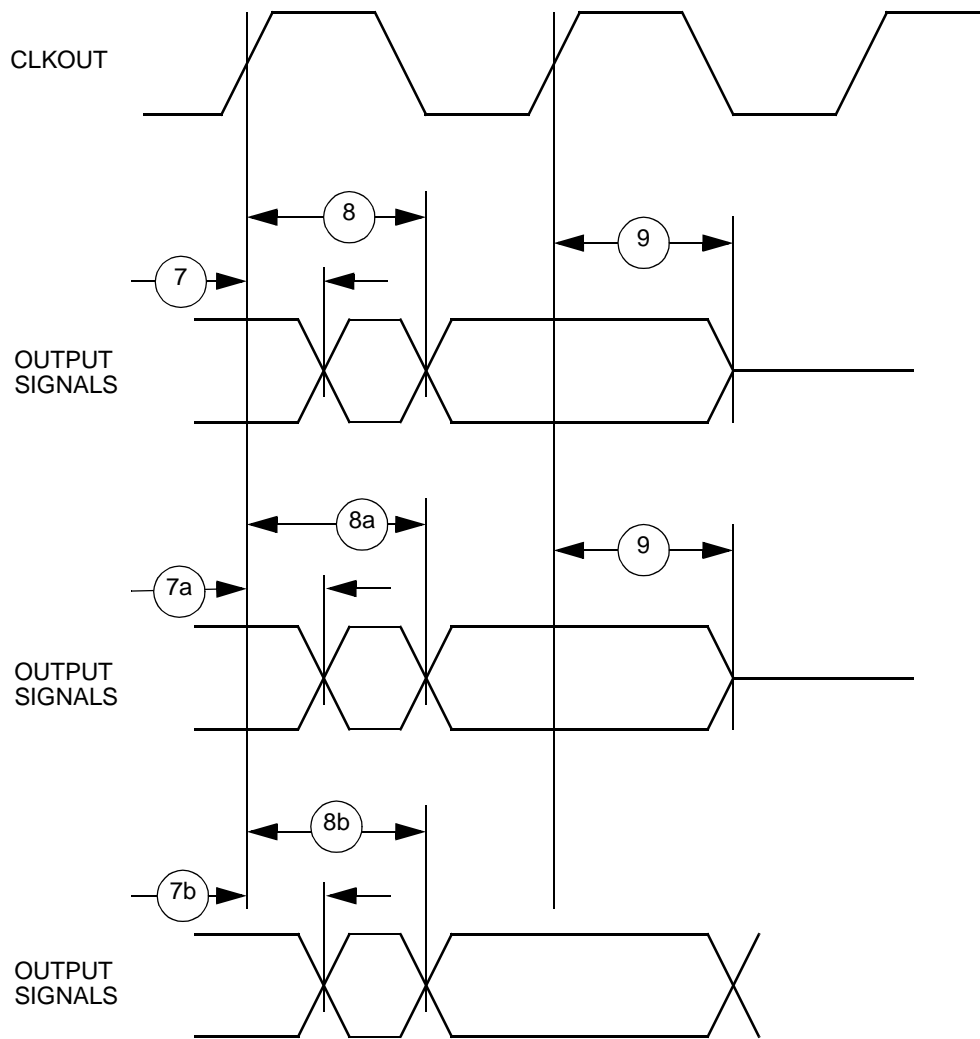 CLKOUT
8
9
7
OUTPUT
SIGNALS
8a
9
7a
OUTPUT
SIGNALS
8b
7b
OUTPUT
SIGNALS